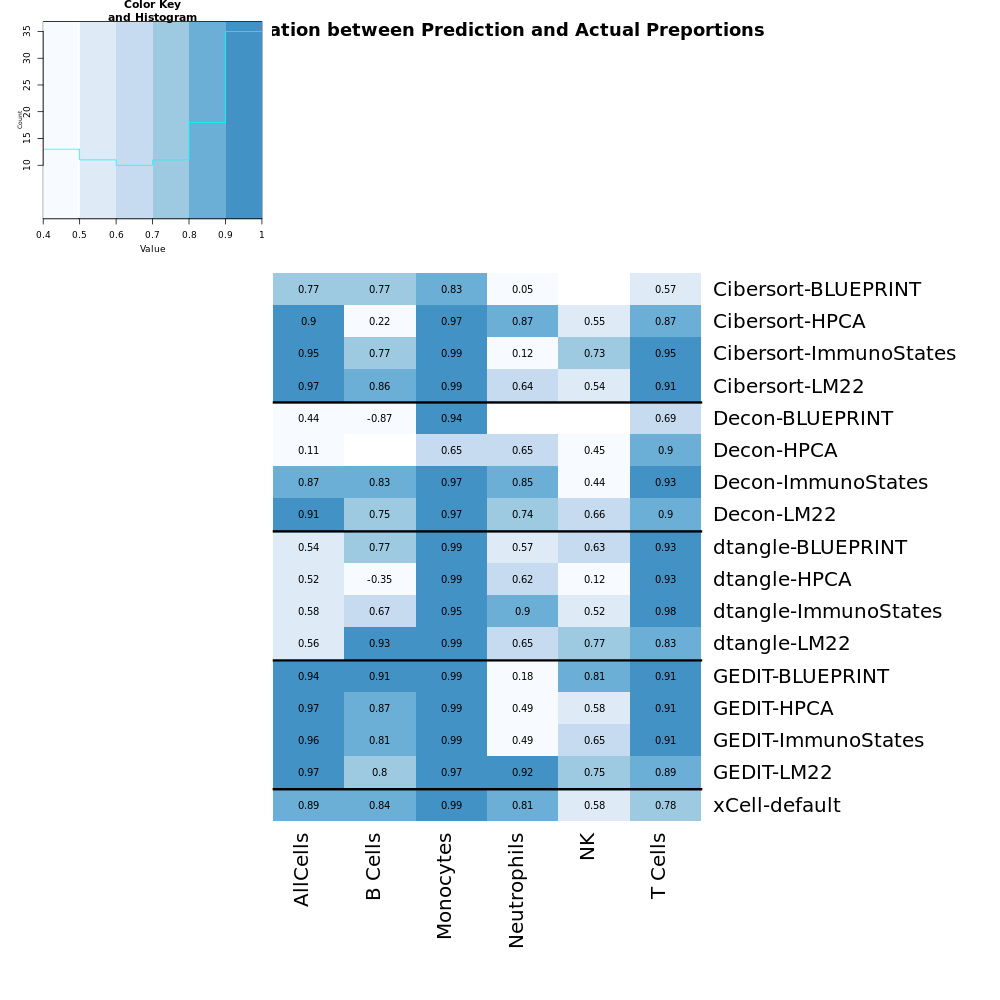 Color Key
and Histogram
ation between Prediction and Actual Preportions
Count
10 15 20 25 30 35
0.4 0.5 0.6 0.7 0.8 0.9 1
Value
0.77 0.77 0.83 0.05 0.57 Cibersort-BLUEPRINT
0.9 0.22 0.97 0.87 0.55 0.87 Cibersort-HPCA
0.95 0.77 0.99 0.12 0.73 0.95 Cibersort-ImmunoStates
0.97 0.86 0.99 0.64 0.54 0.91 Cibersort-LM22
0.44 -0.87 0.94 0.69 Decon-BLUEPRINT
0.11 0.65 0.65 0.45 0.9 Decon-HPCA
0.87 0.83 0.97 0.85 0.44 0.93 Decon-ImmunoStates
0.91 0.75 0.97 0.74 0.66 0.9 Decon-LM22
0.54 0.77 0.99 0.57 0.63 0.93 dtangle-BLUEPRINT
0.52 -0.35 0.99 0.62 0.12 0.93 dtangle-HPCA
0.58 0.67 0.95 0.9 0.52 0.98 dtangle-ImmunoStates
0.56 0.93 0.99 0.65 0.77 0.83 dtangle-LM22
0.94 0.91 0.99 0.18 0.81 0.91 GEDIT-BLUEPRINT
0.97 0.87 0.99 0.49 0.58 0.91 GEDIT-HPCA
0.96 0.81 0.99 0.49 0.65 0.91 GEDIT-ImmunoStates
0.97 0.8 0.97 0.92 0.75 0.89 GEDIT-LM22
0.89 0.84 0.99 0.81 0.58 0.78 xCell-default
AllCells
B Cells
Monocytes
Neutrophils
NK
T Cells